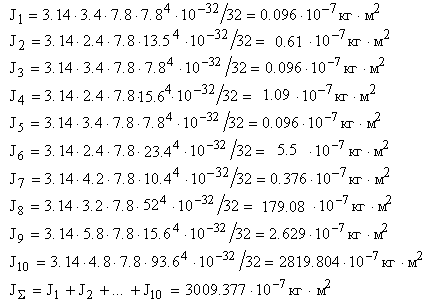 J₁ = 3.14 · 3.4 · 7.8 · 7.8⁴ · 10⁻³²/32 = 0.096 · 10⁻⁷ кг · м²
J₂ = 3.14 · 2.4 · 7.8 · 13.5⁴ · 10⁻³²/32 = 0.61 · 10⁻⁷ кг · м²
J₃ = 3.14 · 3.4 · 7.8 · 7.8⁴ · 10⁻³²/32 = 0.096 · 10⁻⁷ кг · м²
J₄ = 3.14 · 2.4 · 7.8 · 15.6⁴ · 10⁻³²/32 = 1.09 · 10⁻⁷ кг · м²
J₅ = 3.14 · 3.4 · 7.8 · 7.8⁴ · 10⁻³²/32 = 0.096 · 10⁻⁷ кг · м²
J₆ = 3.14 · 2.4 · 7.8 · 23.4⁴ · 10⁻³²/32 = 5.5 · 10⁻⁷ кг · м²
J₇ = 3.14 · 4.2 · 7.8 · 10.4⁴ · 10⁻³²/32 = 0.376 · 10⁻⁷ кг · м²
J₈ = 3.14 · 3.2 · 7.8 · 52⁴ · 10⁻³²/32 = 179.08 · 10⁻⁷ кг · м²
J₉ = 3.14 · 5.8 · 7.8 · 15.6⁴ · 10⁻³²/32 = 2.629 · 10⁻⁷ кг · м²
J₁₀ = 3.14 · 4.8 · 7.8 · 93.6⁴ · 10⁻³²/32 = 2819.804 · 10⁻⁷ кг · м²
J_Σ = J₁ + J₂ + ... + J₁₀ = 3009.377 · 10⁻⁷ кг · м²